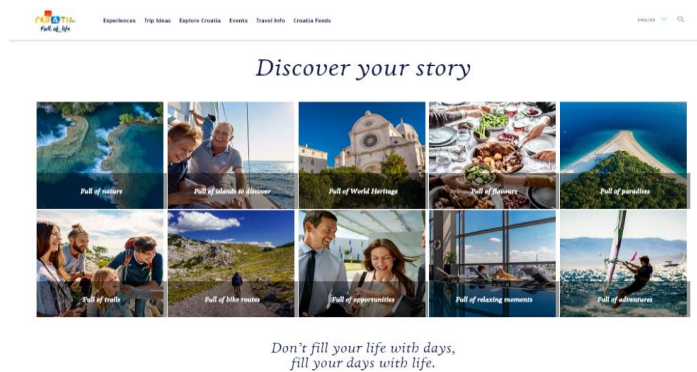 CROATIA
Full of life
Experiences Trip Ideas Explore Croatia Events Travel Info Croatia Feeds
ENGLISH
Discover your story
Full of nature
Full of islands to discover
Full of World Heritage
Full of flavours
Full of paradises
Full of trails
Full of bike routes
Full of opportunities
Full of relaxing moments
Full of adventures
Don't fill your life with days,
fill your days with life.